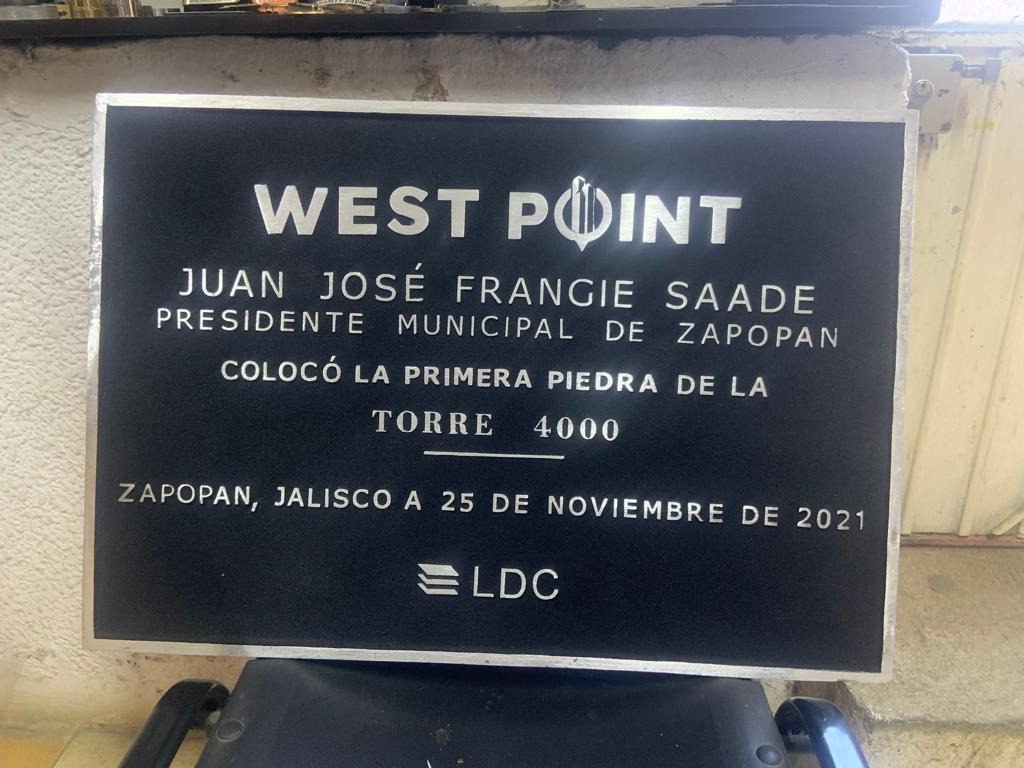 WEST POINT
JUAN JOSÉ FRANGIE SAADE
PRESIDENTE MUNICIPAL DE ZAPOPAN
COLOCÓ LA PRIMERA PIEDRA DE LA
TORRE 4000
ZAPOPAN, JALISCO A 25 DE NOVIEMBRE DE 2021
LDC